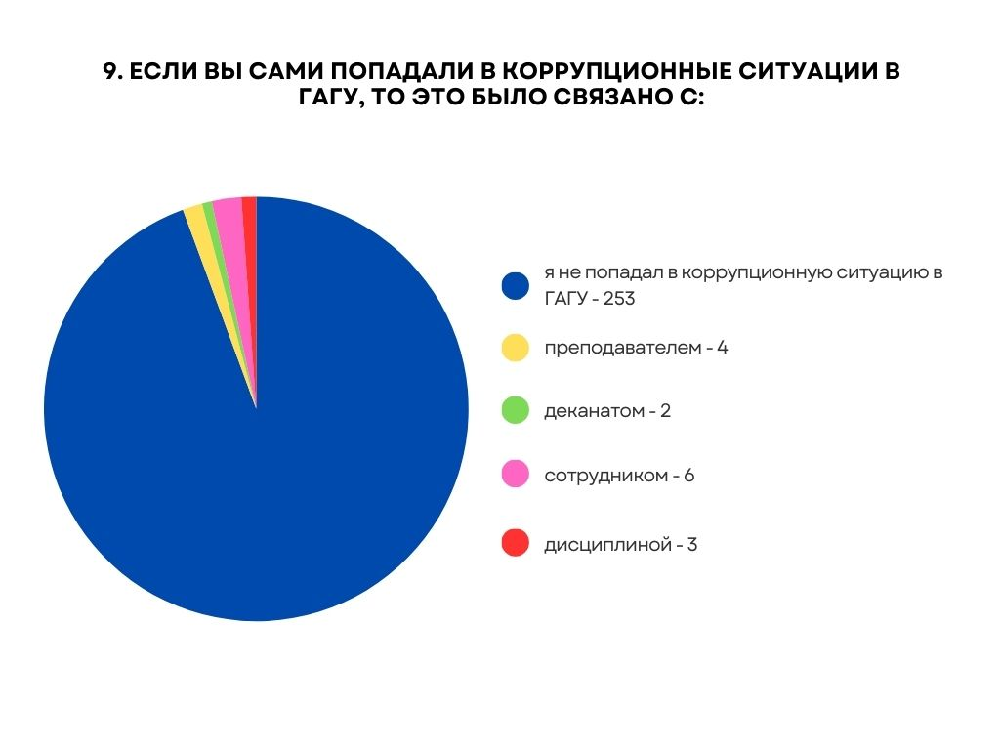 9. ЕСЛИ ВЫ САМИ ПОПАДАЛИ В КОРРУПЦИОННЫЕ СИТУАЦИИ В
ГАГУ, ТО ЭТО БЫЛО СВЯЗАНО С:
я не попадал в коррупционную ситуацию в
ГАГУ - 253
преподавателем - 4
деканатом - 2
сотрудником - 6
дисциплиной - 3